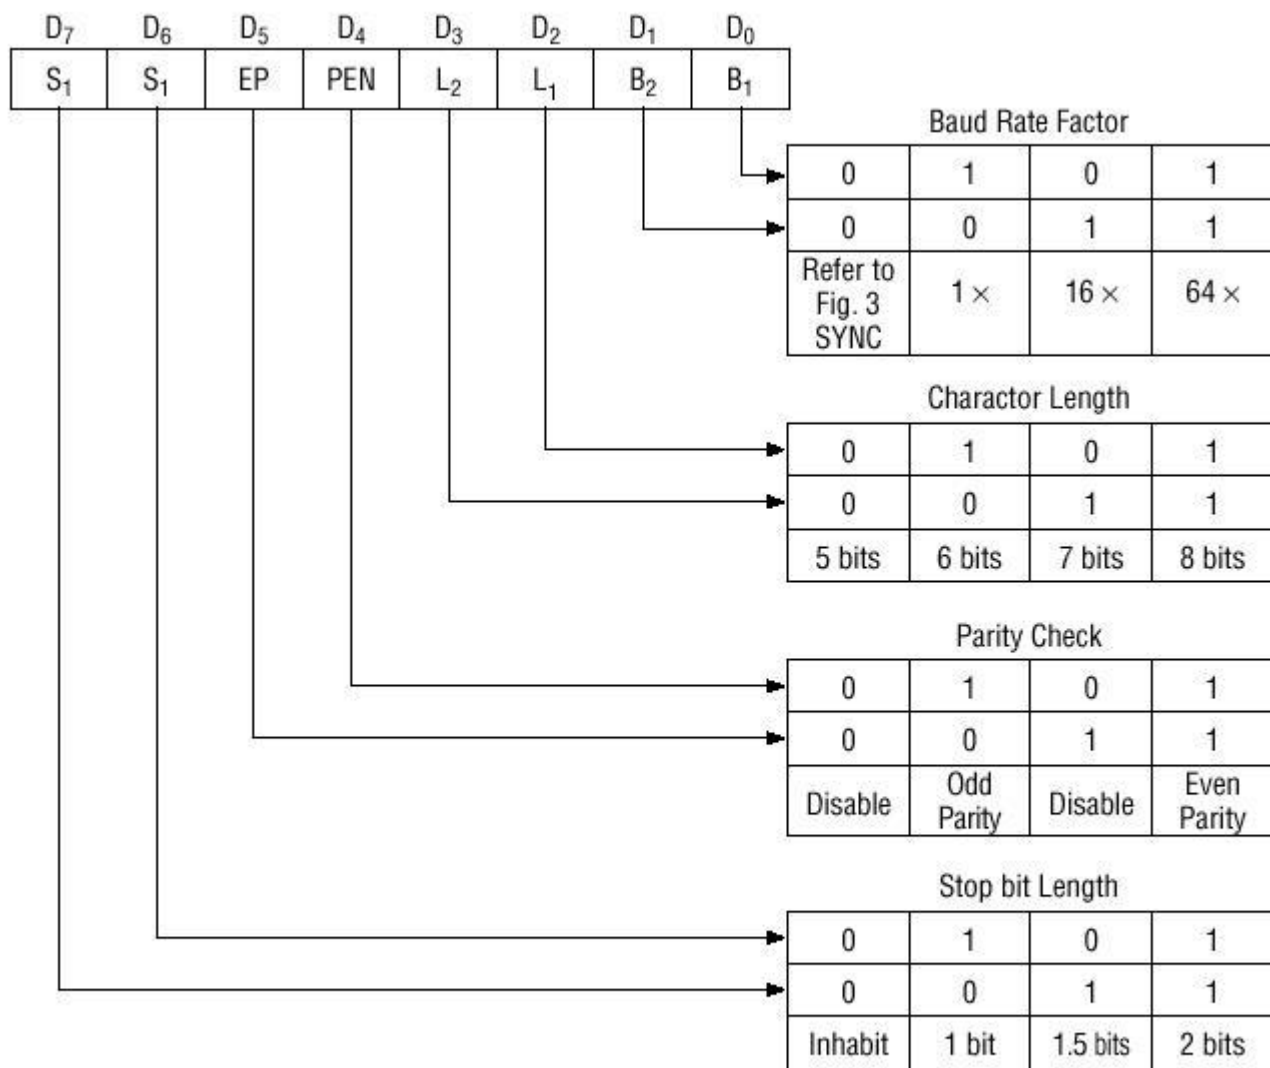 D7 D6 D5 D4 D3 D2 D1 D0
S1 S1 EP PEN L2 L1 B2 B1
Baud Rate Factor
0 1 0 1
0 0 1 1
Refer to
Fig. 3
SYNC
1 × 16 × 64 ×
Charactor Length
0 1 0 1
0 0 1 1
5 bits 6 bits 7 bits 8 bits
Parity Check
0 1 0 1
0 0 1 1
Disable Odd Parity Disable Even Parity
Stop bit Length
0 1 0 1
0 0 1 1
Inhabit 1 bit 1.5 bits 2 bits